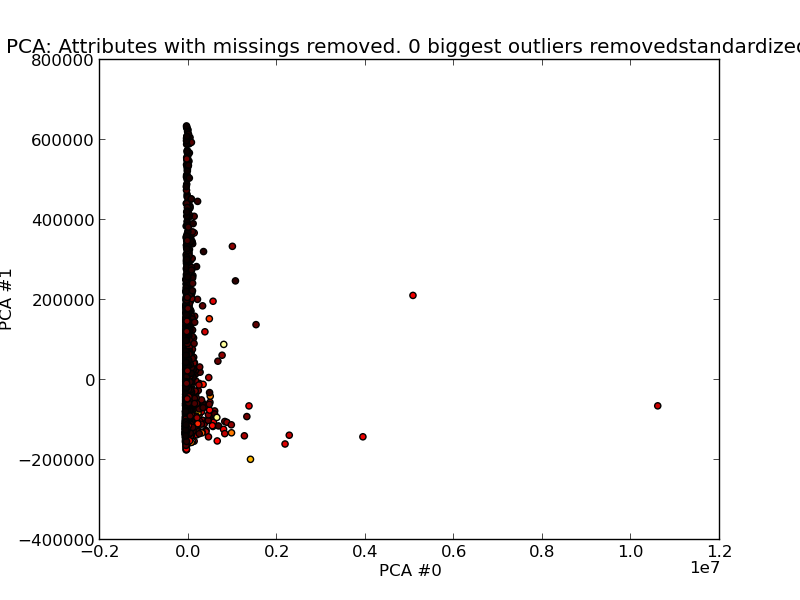 PCA: Attributes with missings removed. 0 biggest outliers removedstandardized
800000
600000
400000
200000
0
−200000
−400000
PCA #1
−0.2 0.0 0.2 0.4 0.6 0.8 1.0 1.2
1e7
PCA #0